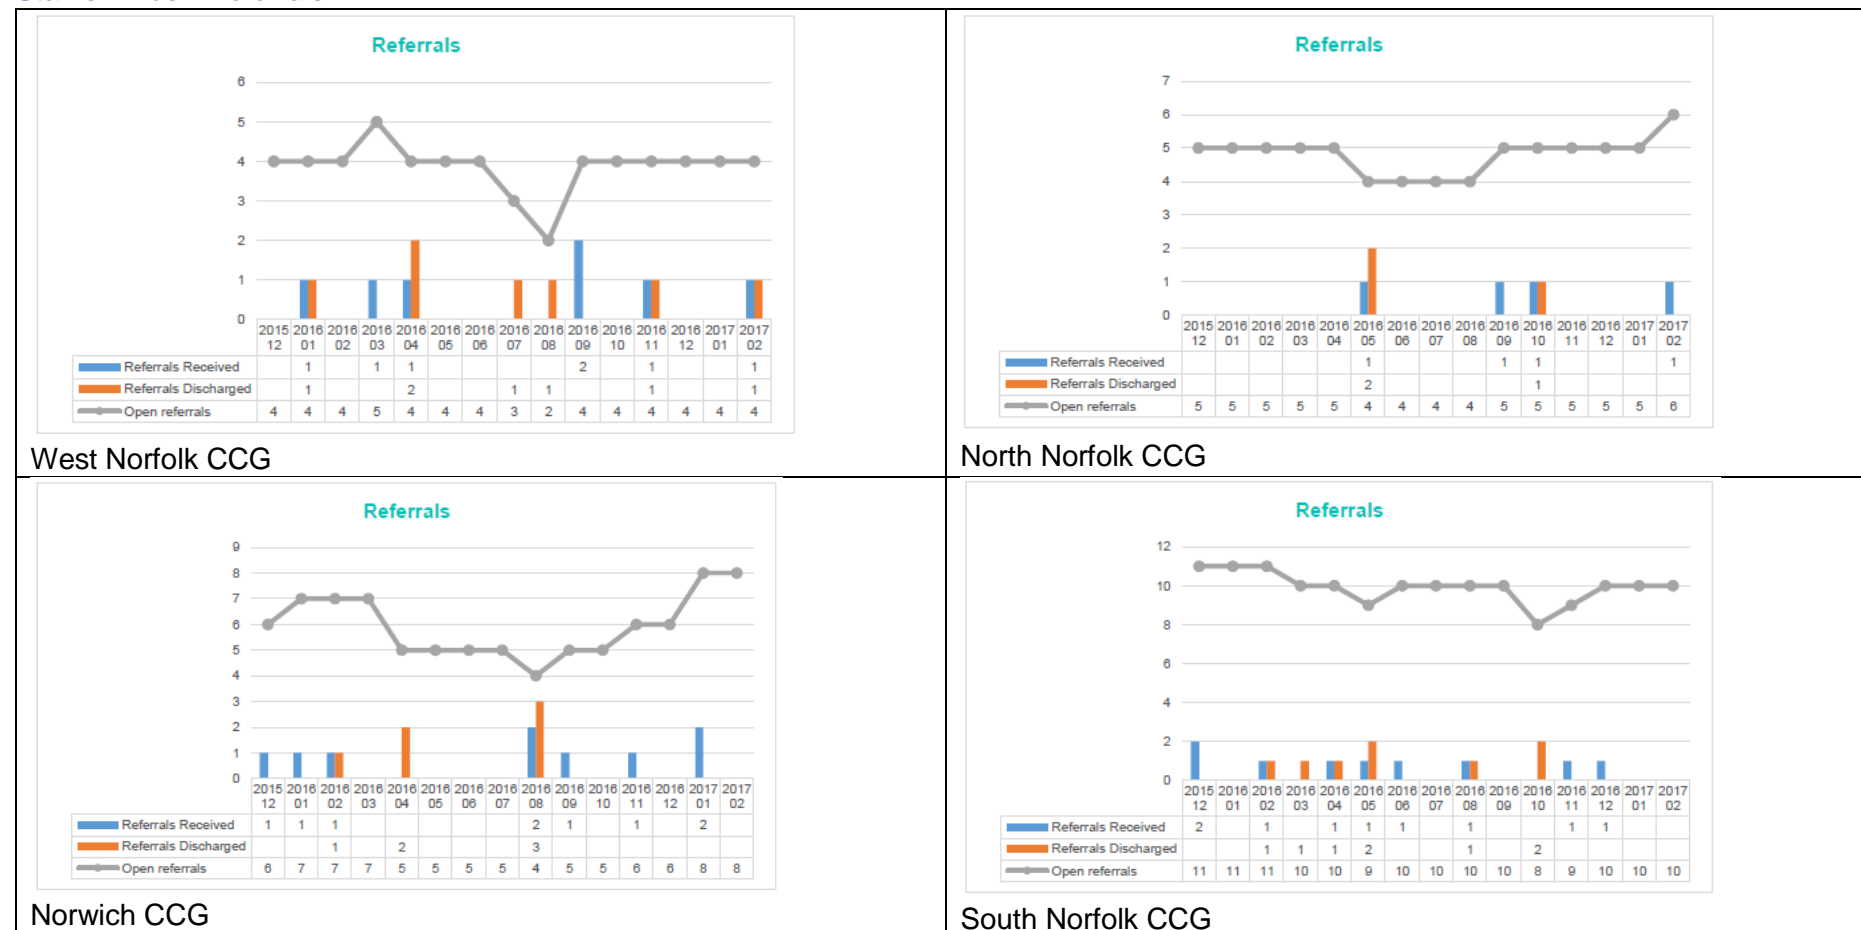 Referrals
6
5
4
3
2
1
0
2015 2016 2016 2016 2016 2016 2016 2016 2016 2016 2016 2016 2016 2017 2017
12 01 02 03 04 05 06 07 08 09 10 11 12 01 02
Referrals Received 1 1 1 2 1 1
Referrals Discharged 1 2 1 1 1 1
Open referrals 4 4 4 5 4 4 4 3 2 4 4 4 4 4 4
West Norfolk CCG
Referrals
7
6
5
4
3
2
1
0
2015 2016 2016 2016 2016 2016 2016 2016 2016 2016 2016 2016 2016 2017 2017
12 01 02 03 04 05 06 07 08 09 10 11 12 01 02
Referrals Received 1 1 1 1
Referrals Discharged 2 1
Open referrals 5 5 5 5 5 4 4 4 4 5 5 5 5 5 6
North Norfolk CCG
Referrals
9
8
7
6
5
4
3
2
1
0
2015 2016 2016 2016 2016 2016 2016 2016 2016 2016 2016 2016 2016 2017 2017
12 01 02 03 04 05 06 07 08 09 10 11 12 01 02
Referrals Received 1 1 1 2 1 1 2
Referrals Discharged 1 2 3
Open referrals 6 7 7 7 5 5 5 5 4 5 5 6 6 8 8
Norwich CCG
Referrals
12
10
8
6
4
2
0
2015 2016 2016 2016 2016 2016 2016 2016 2016 2016 2016 2016 2016 2017 2017
12 01 02 03 04 05 06 07 08 09 10 11 12 01 02
Referrals Received 2 1 1 1 1 1 1 1
Referrals Discharged 1 1 1 2 1 2
Open referrals 11 11 11 10 10 9 10 10 10 10 8 9 10 10 10
South Norfolk CCG